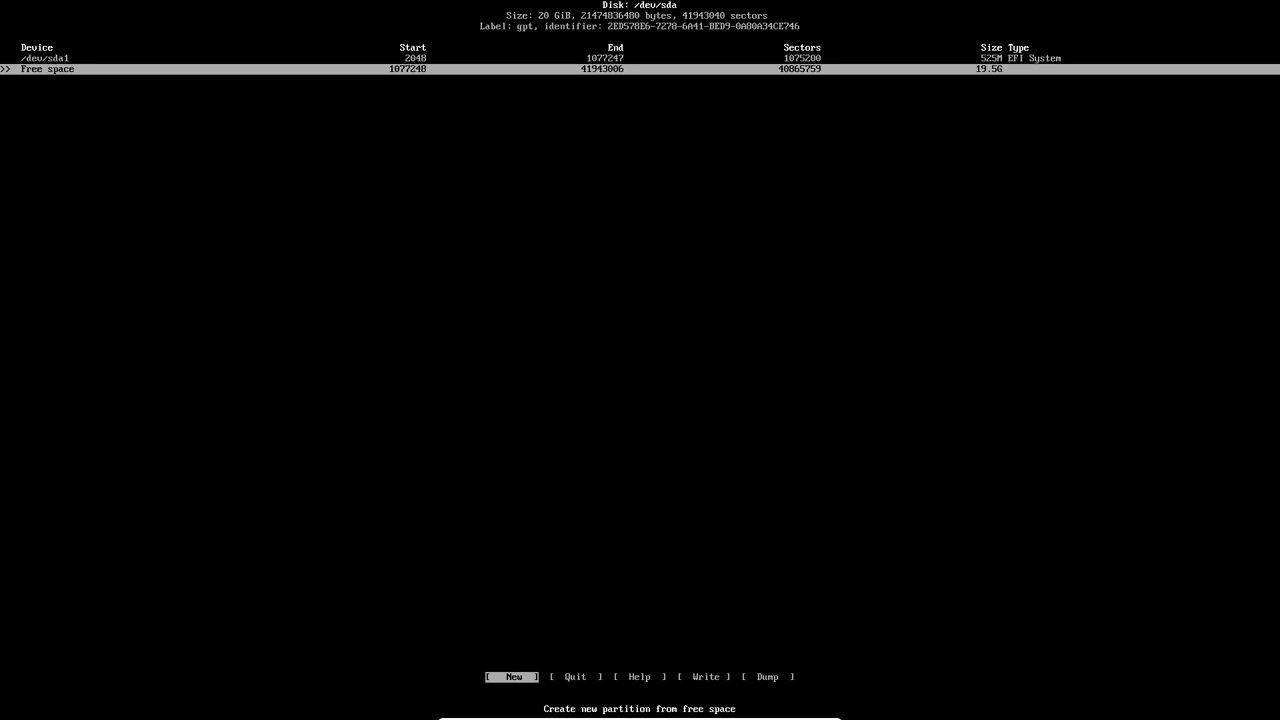 Disk: /dev/sda
Size: 20 GiB, 21474836480 bytes, 41943040 sectors
Label: gpt, identifier: 2ED578E6-7278-6A41-BED9-0A80A34CE746
Device Start End Sectors Size Type
/dev/sda1 2048 1077247 1075200 525M EFI System
>> Free space 1077248 41943006 40865759 19.5G
[ New ] [ Quit ] [ Help ] [ Write ] [ Dump ]
Create new partition from free space